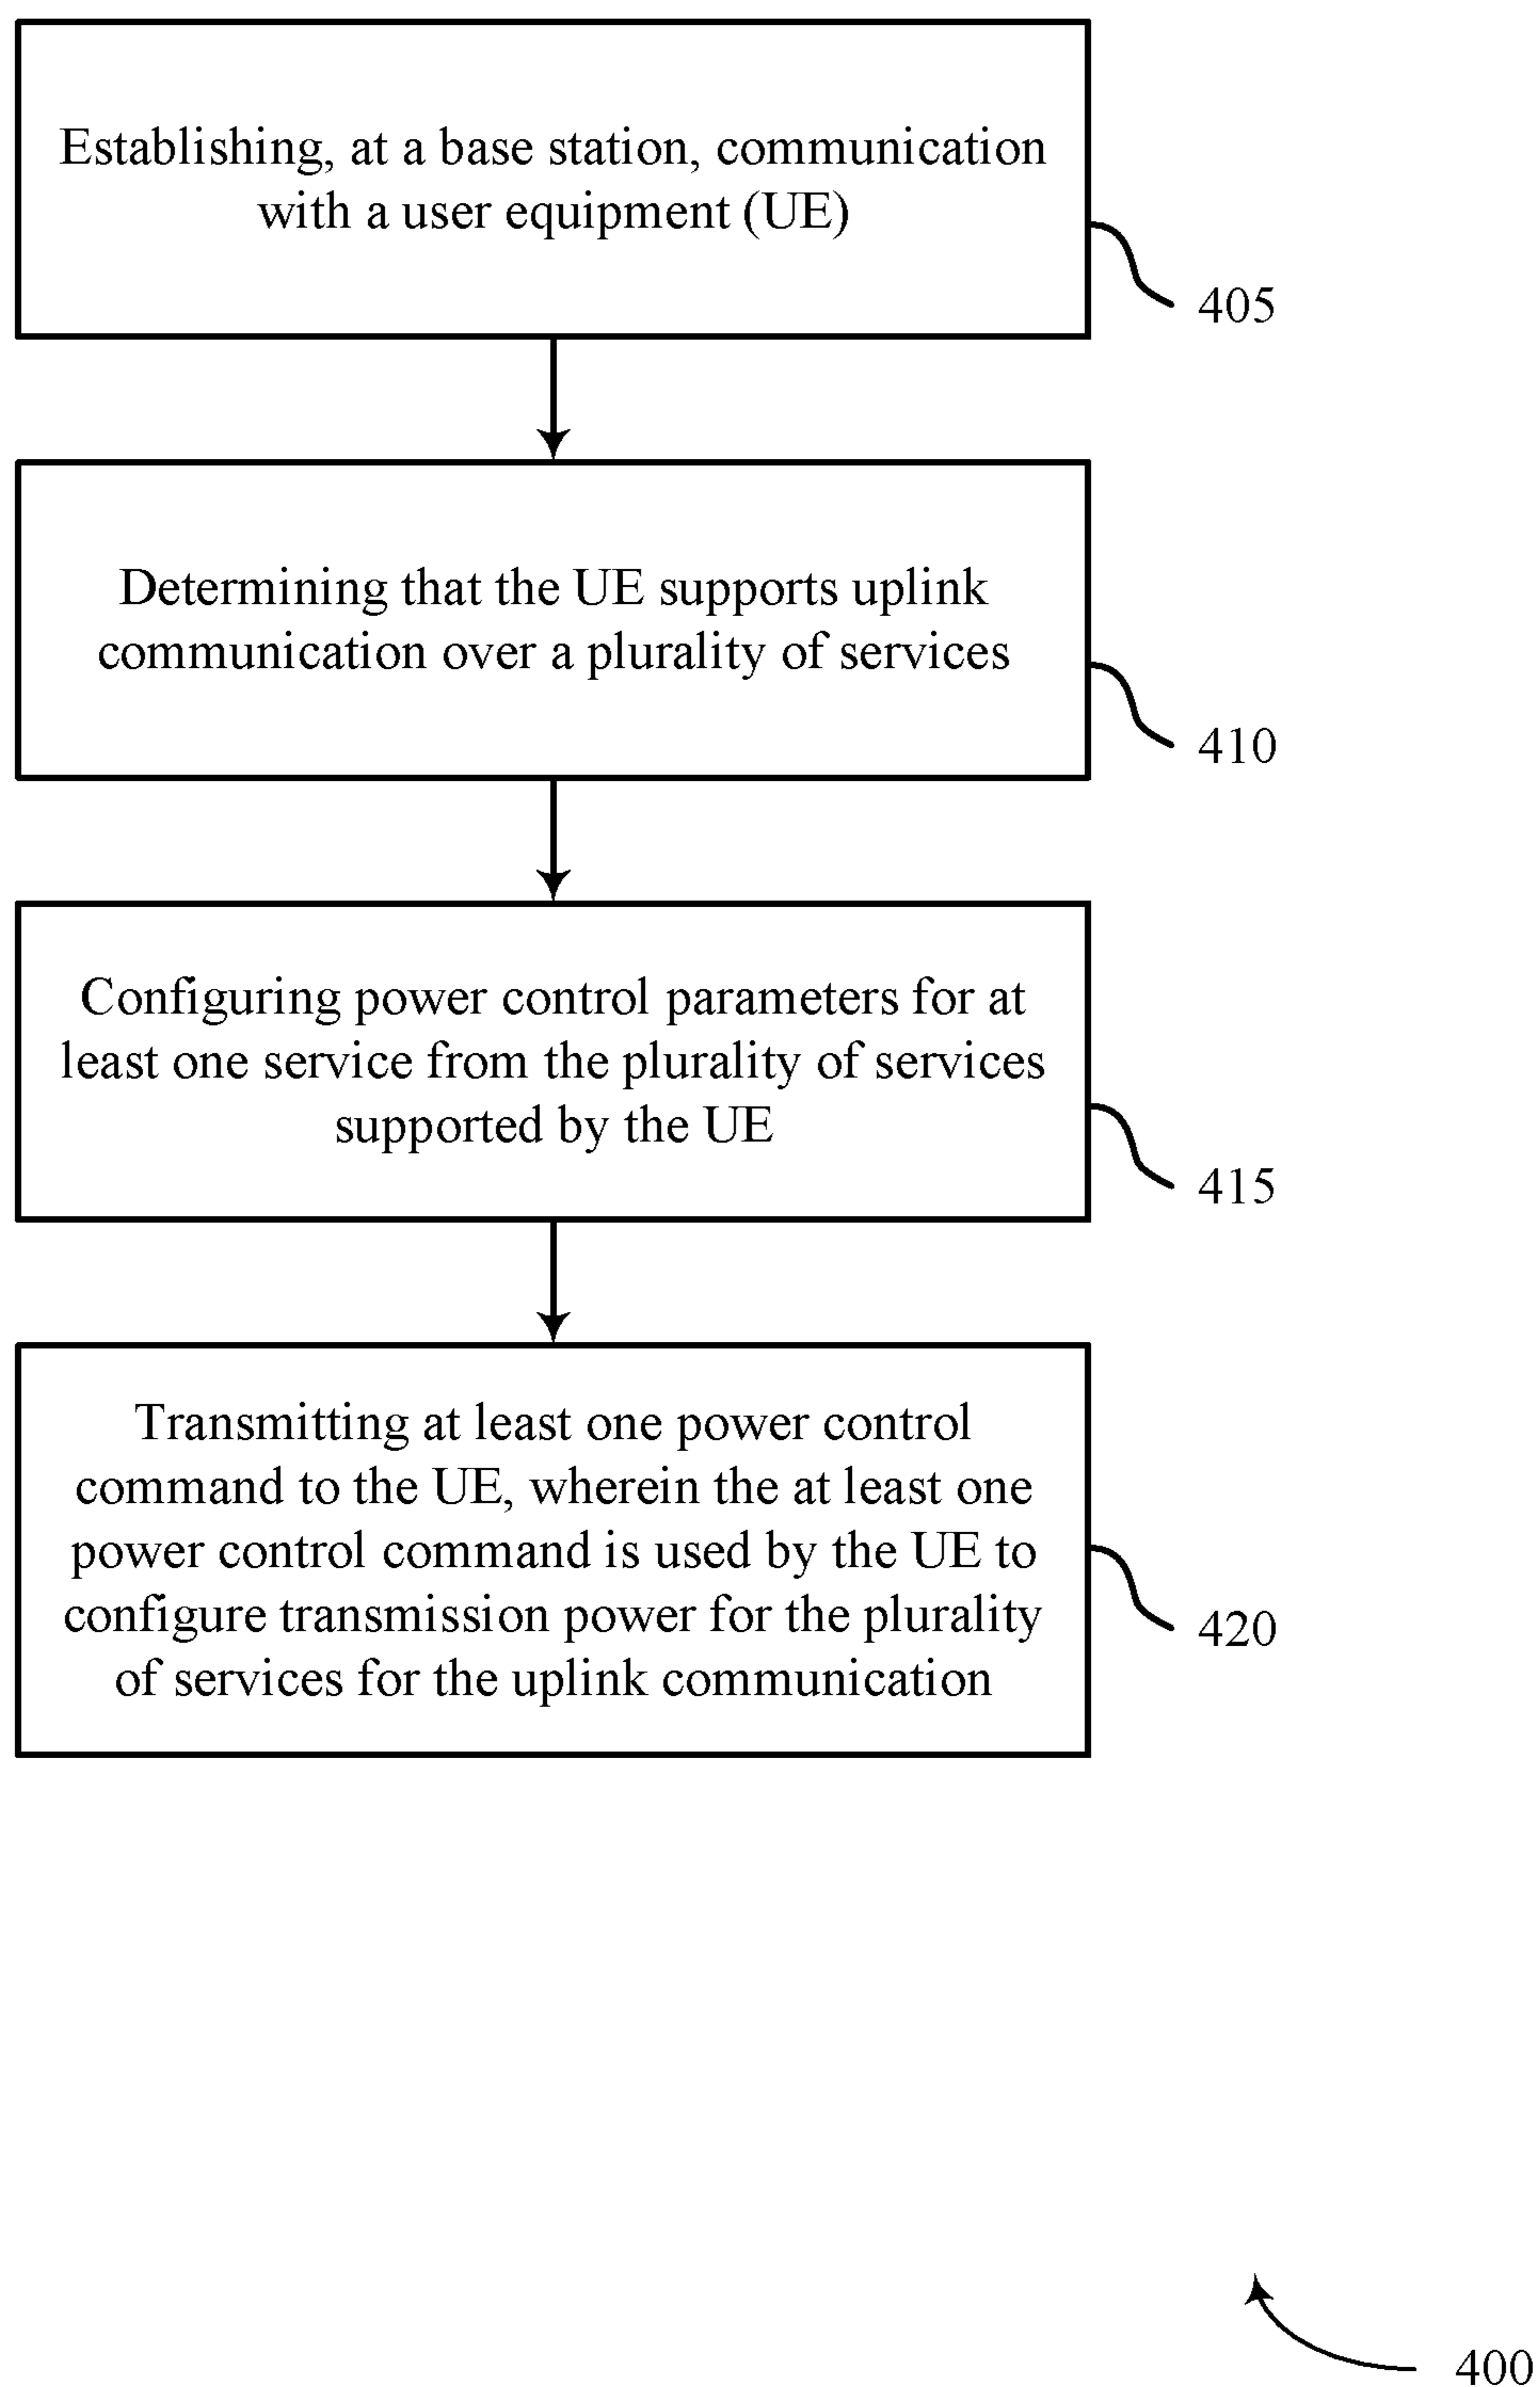 Establishing, at a base station, communication
with a user equipment (UE)
405
Determining that the UE supports uplink
communication over a plurality of services
410
Configuring power control parameters for at
least one service from the plurality of services
supported by the UE
415
Transmitting at least one power control
command to the UE, wherein the at least one
power control command is used by the UE to
configure transmission power for the plurality
of services for the uplink communication
420
400